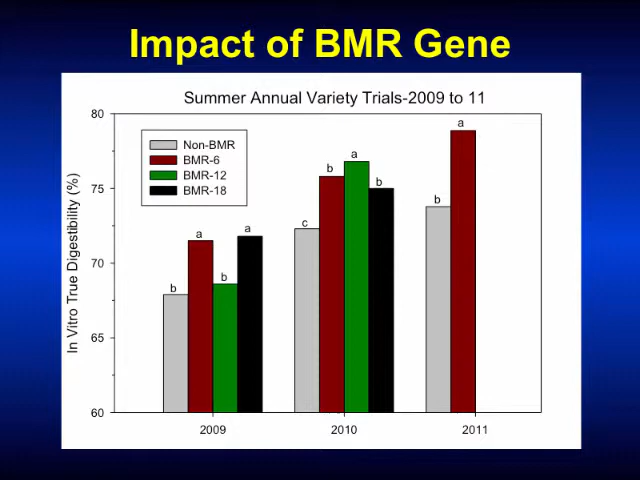 Impact of BMR Gene
Summer Annual Variety Trials-2009 to 11
In Vitro True Digestibility (%)
80
75
70
65
60
Non-BMR
BMR-6
BMR-12
BMR-18
b
a
b
a
c
b
a
b
b
a
2009
2010
2011